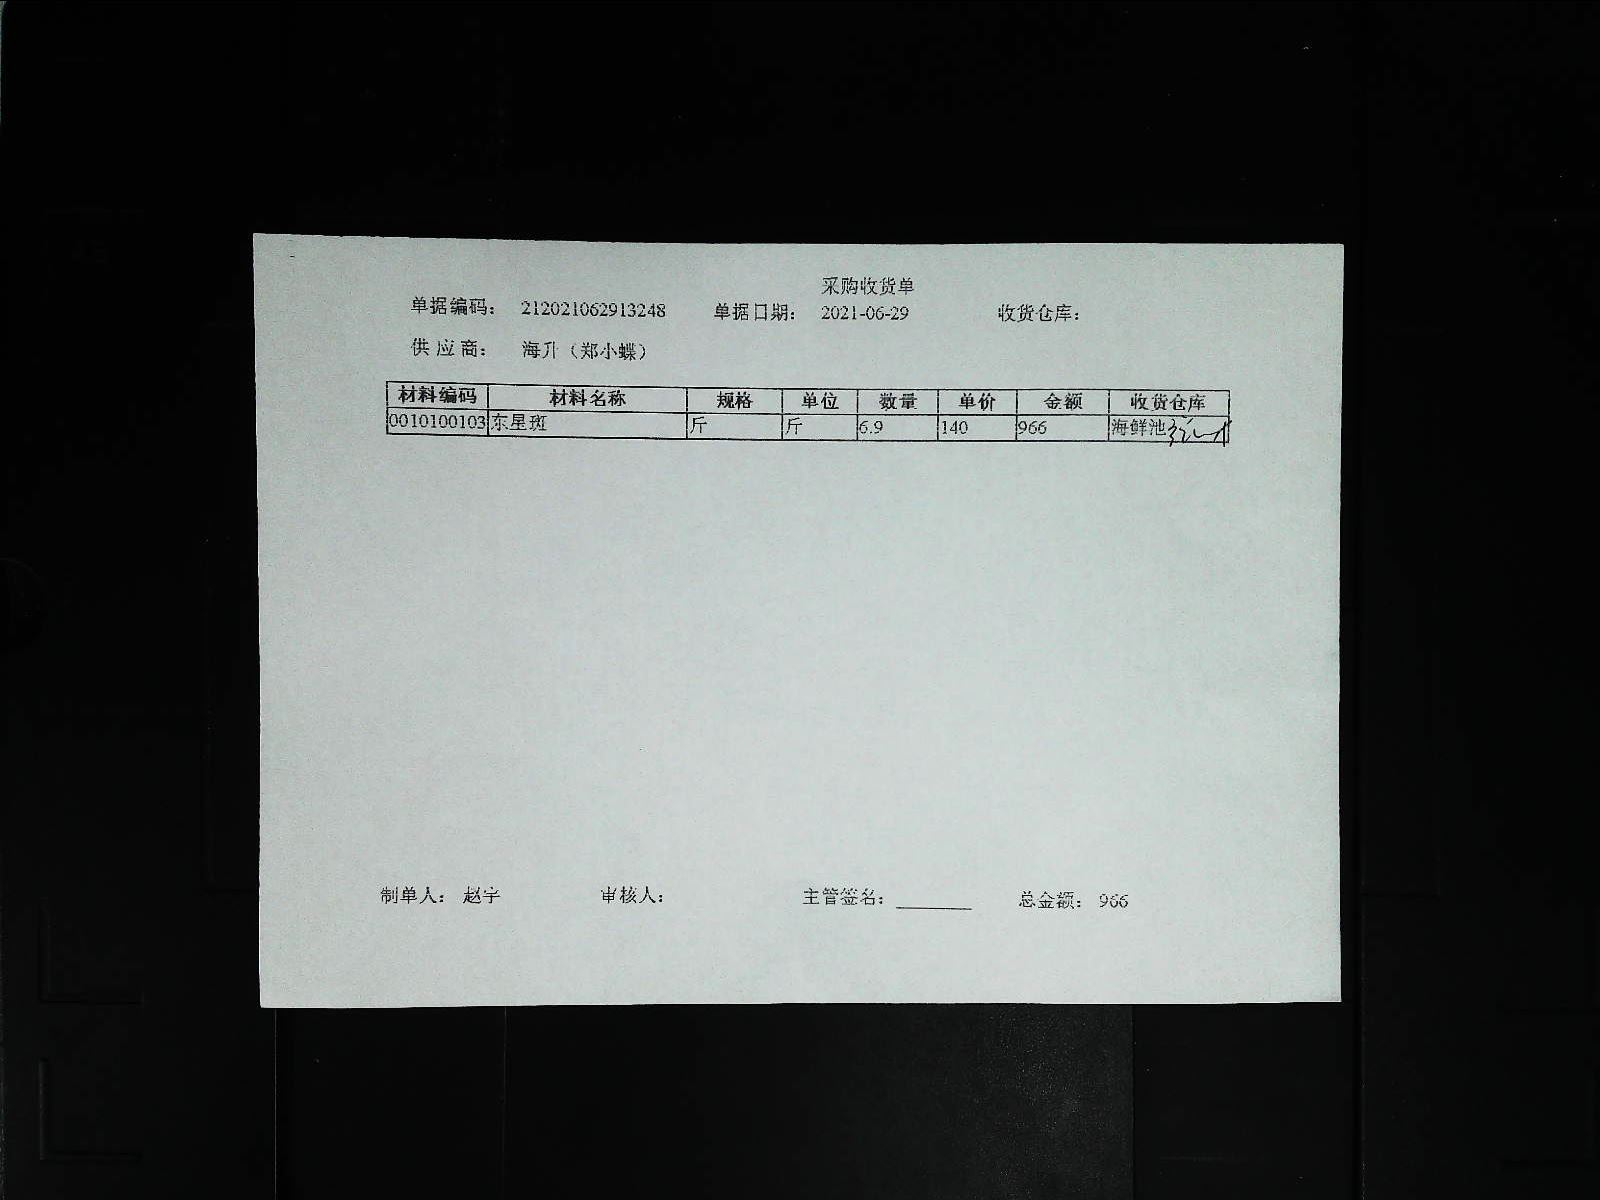 采购收货单
单据编码： 212021062913248 单据日期： 2021-06-29 收货仓库：
供 应 商： 海升（郑小蝶）
材料编码 材料名称 规格 单位 数量 单价 金额 收货仓库
0010100103 东星斑 斤 斤 6.9 140 966 海鲜池
制单人： 赵宇 审核人： 主管签名： 总金额： 966